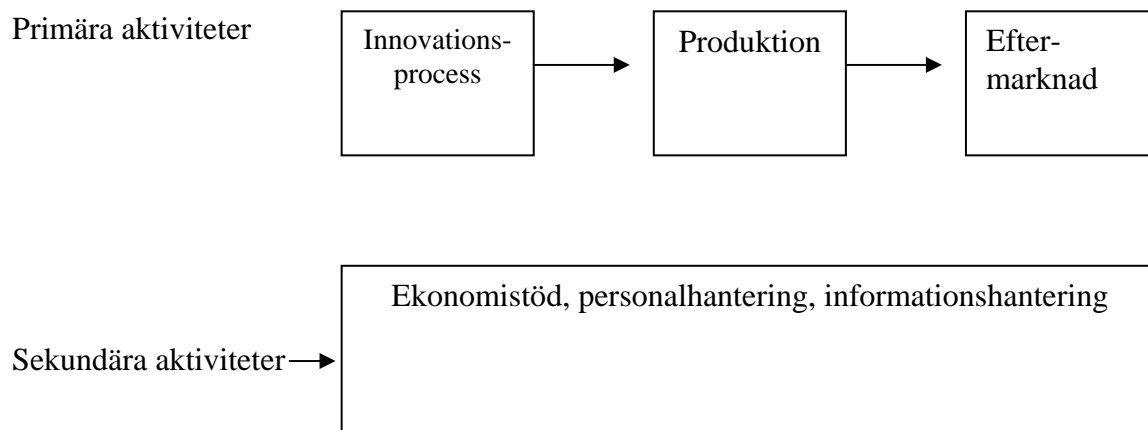 Primära aktiviteter
Innovations-
process
Produktion
Efter-
marknad
Ekonomistöd, personalhantering, informationshantering
Sekundära aktiviteter